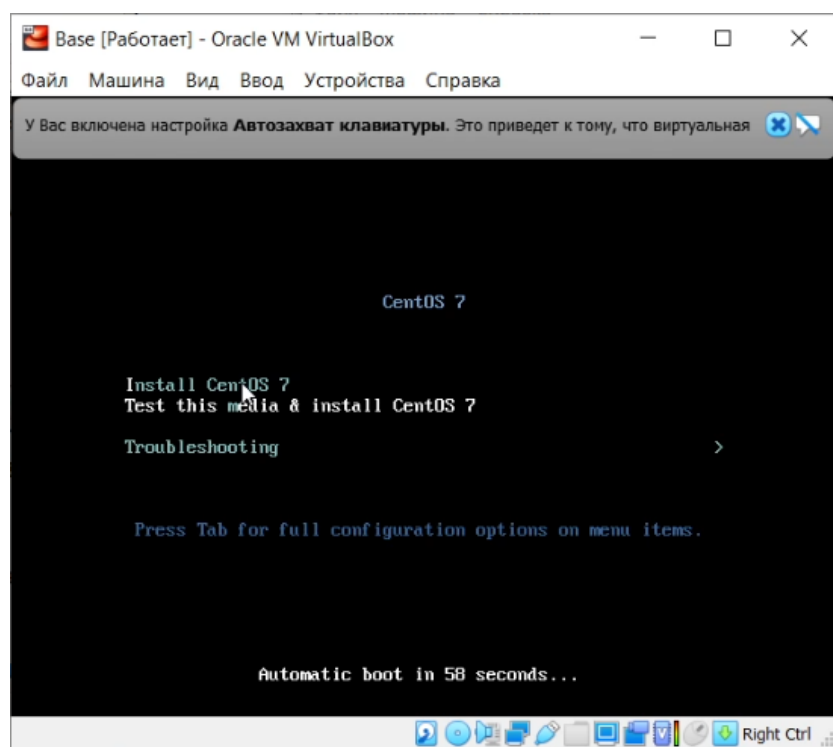 Base [Работает] - Oracle VM VirtualBox
Файл Машина Вид Ввод Устройства Справка
У Вас включена настройка Автозахват клавиатуры. Это приведет к тому, что виртуальная
CentOS 7
Install CentOS 7
Test this media & install CentOS 7
Troubleshooting >
Press Tab for full configuration options on menu items.
Automatic boot in 58 seconds...
Right Ctrl